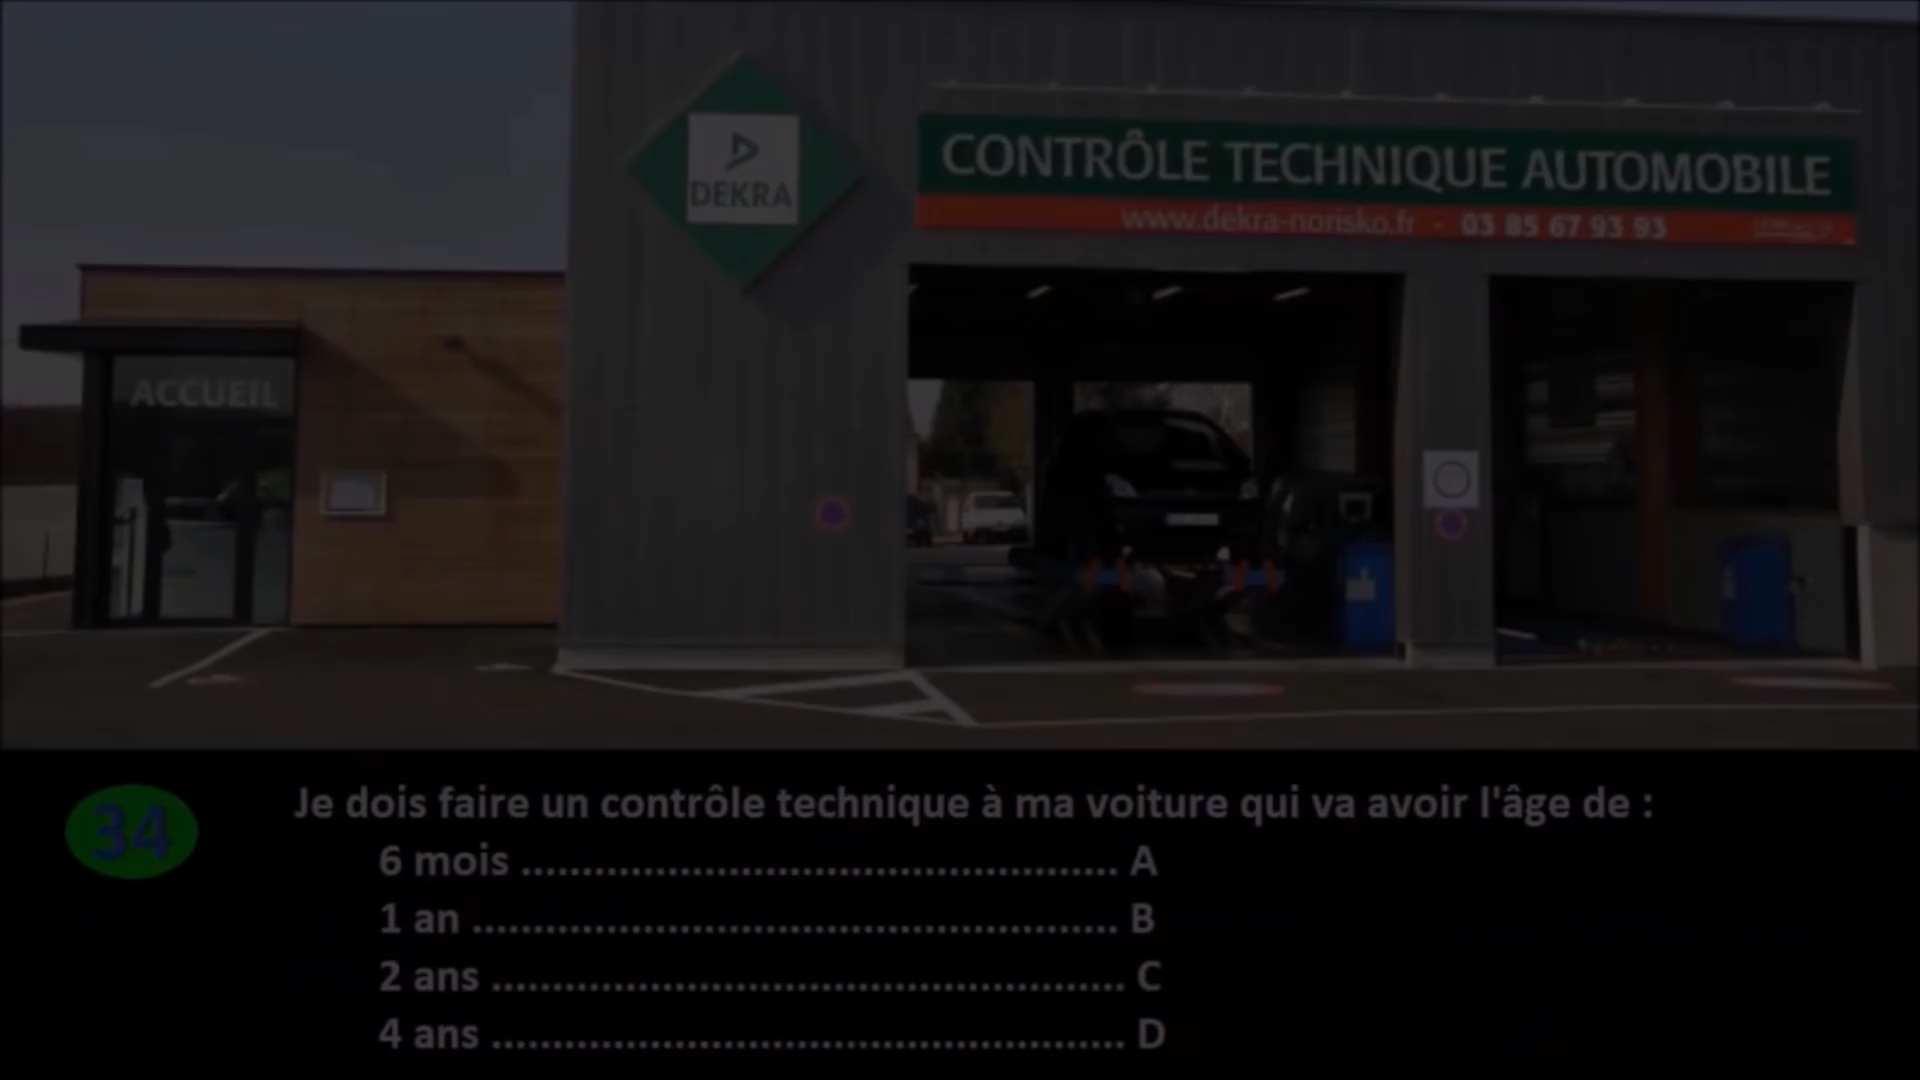 DEKRA
CONTRÔLE TECHNIQUE AUTOMOBILE
www.dekra-norisko.fr - 03 85 67 93 93
ACCUEIL
34
Je dois faire un contrôle technique à ma voiture qui va avoir l'âge de :
6 mois .................................................. A
1 an ...................................................... B
2 ans ..................................................... C
4 ans ..................................................... D